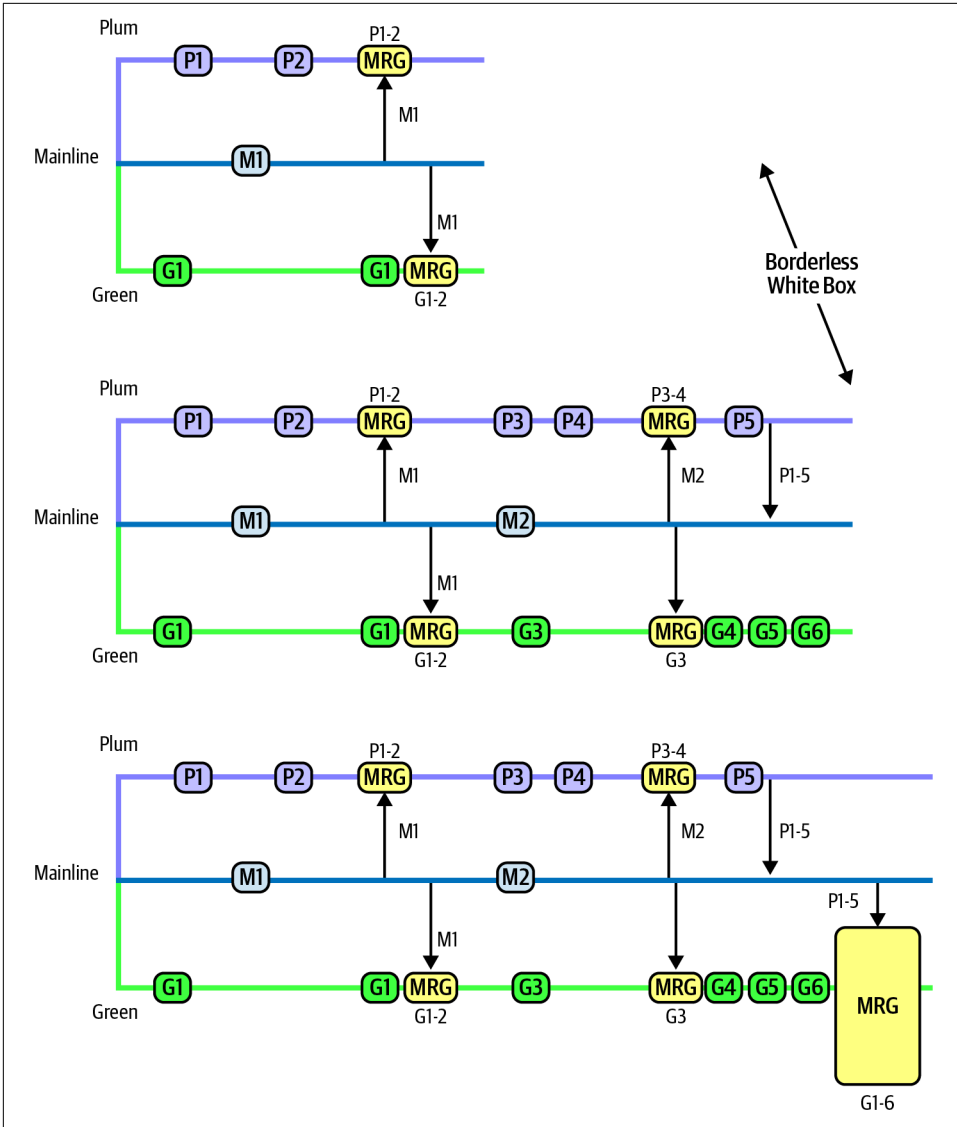 Plum
P1-2
P1
P2
MRG
M1
Mainline
M1
M1
Borderless
White Box
G1
G1
MRG
Green
G1-2
Plum
P1-2
P3-4
P1
P2
MRG
P3
P4
MRG
P5
M1
M2
P1-5
Mainline
M1
M2
M1
G1
G1
MRG
G3
MRG
G4
G5
G6
Green
G1-2
G3
Plum
P1-2
P3-4
P1
P2
MRG
P3
P4
MRG
P5
M1
M2
P1-5
Mainline
M1
M2
P1-5
M1
G1
G1
MRG
G3
MRG
G4
G5
G6
MRG
Green
G1-2
G3
G1-6